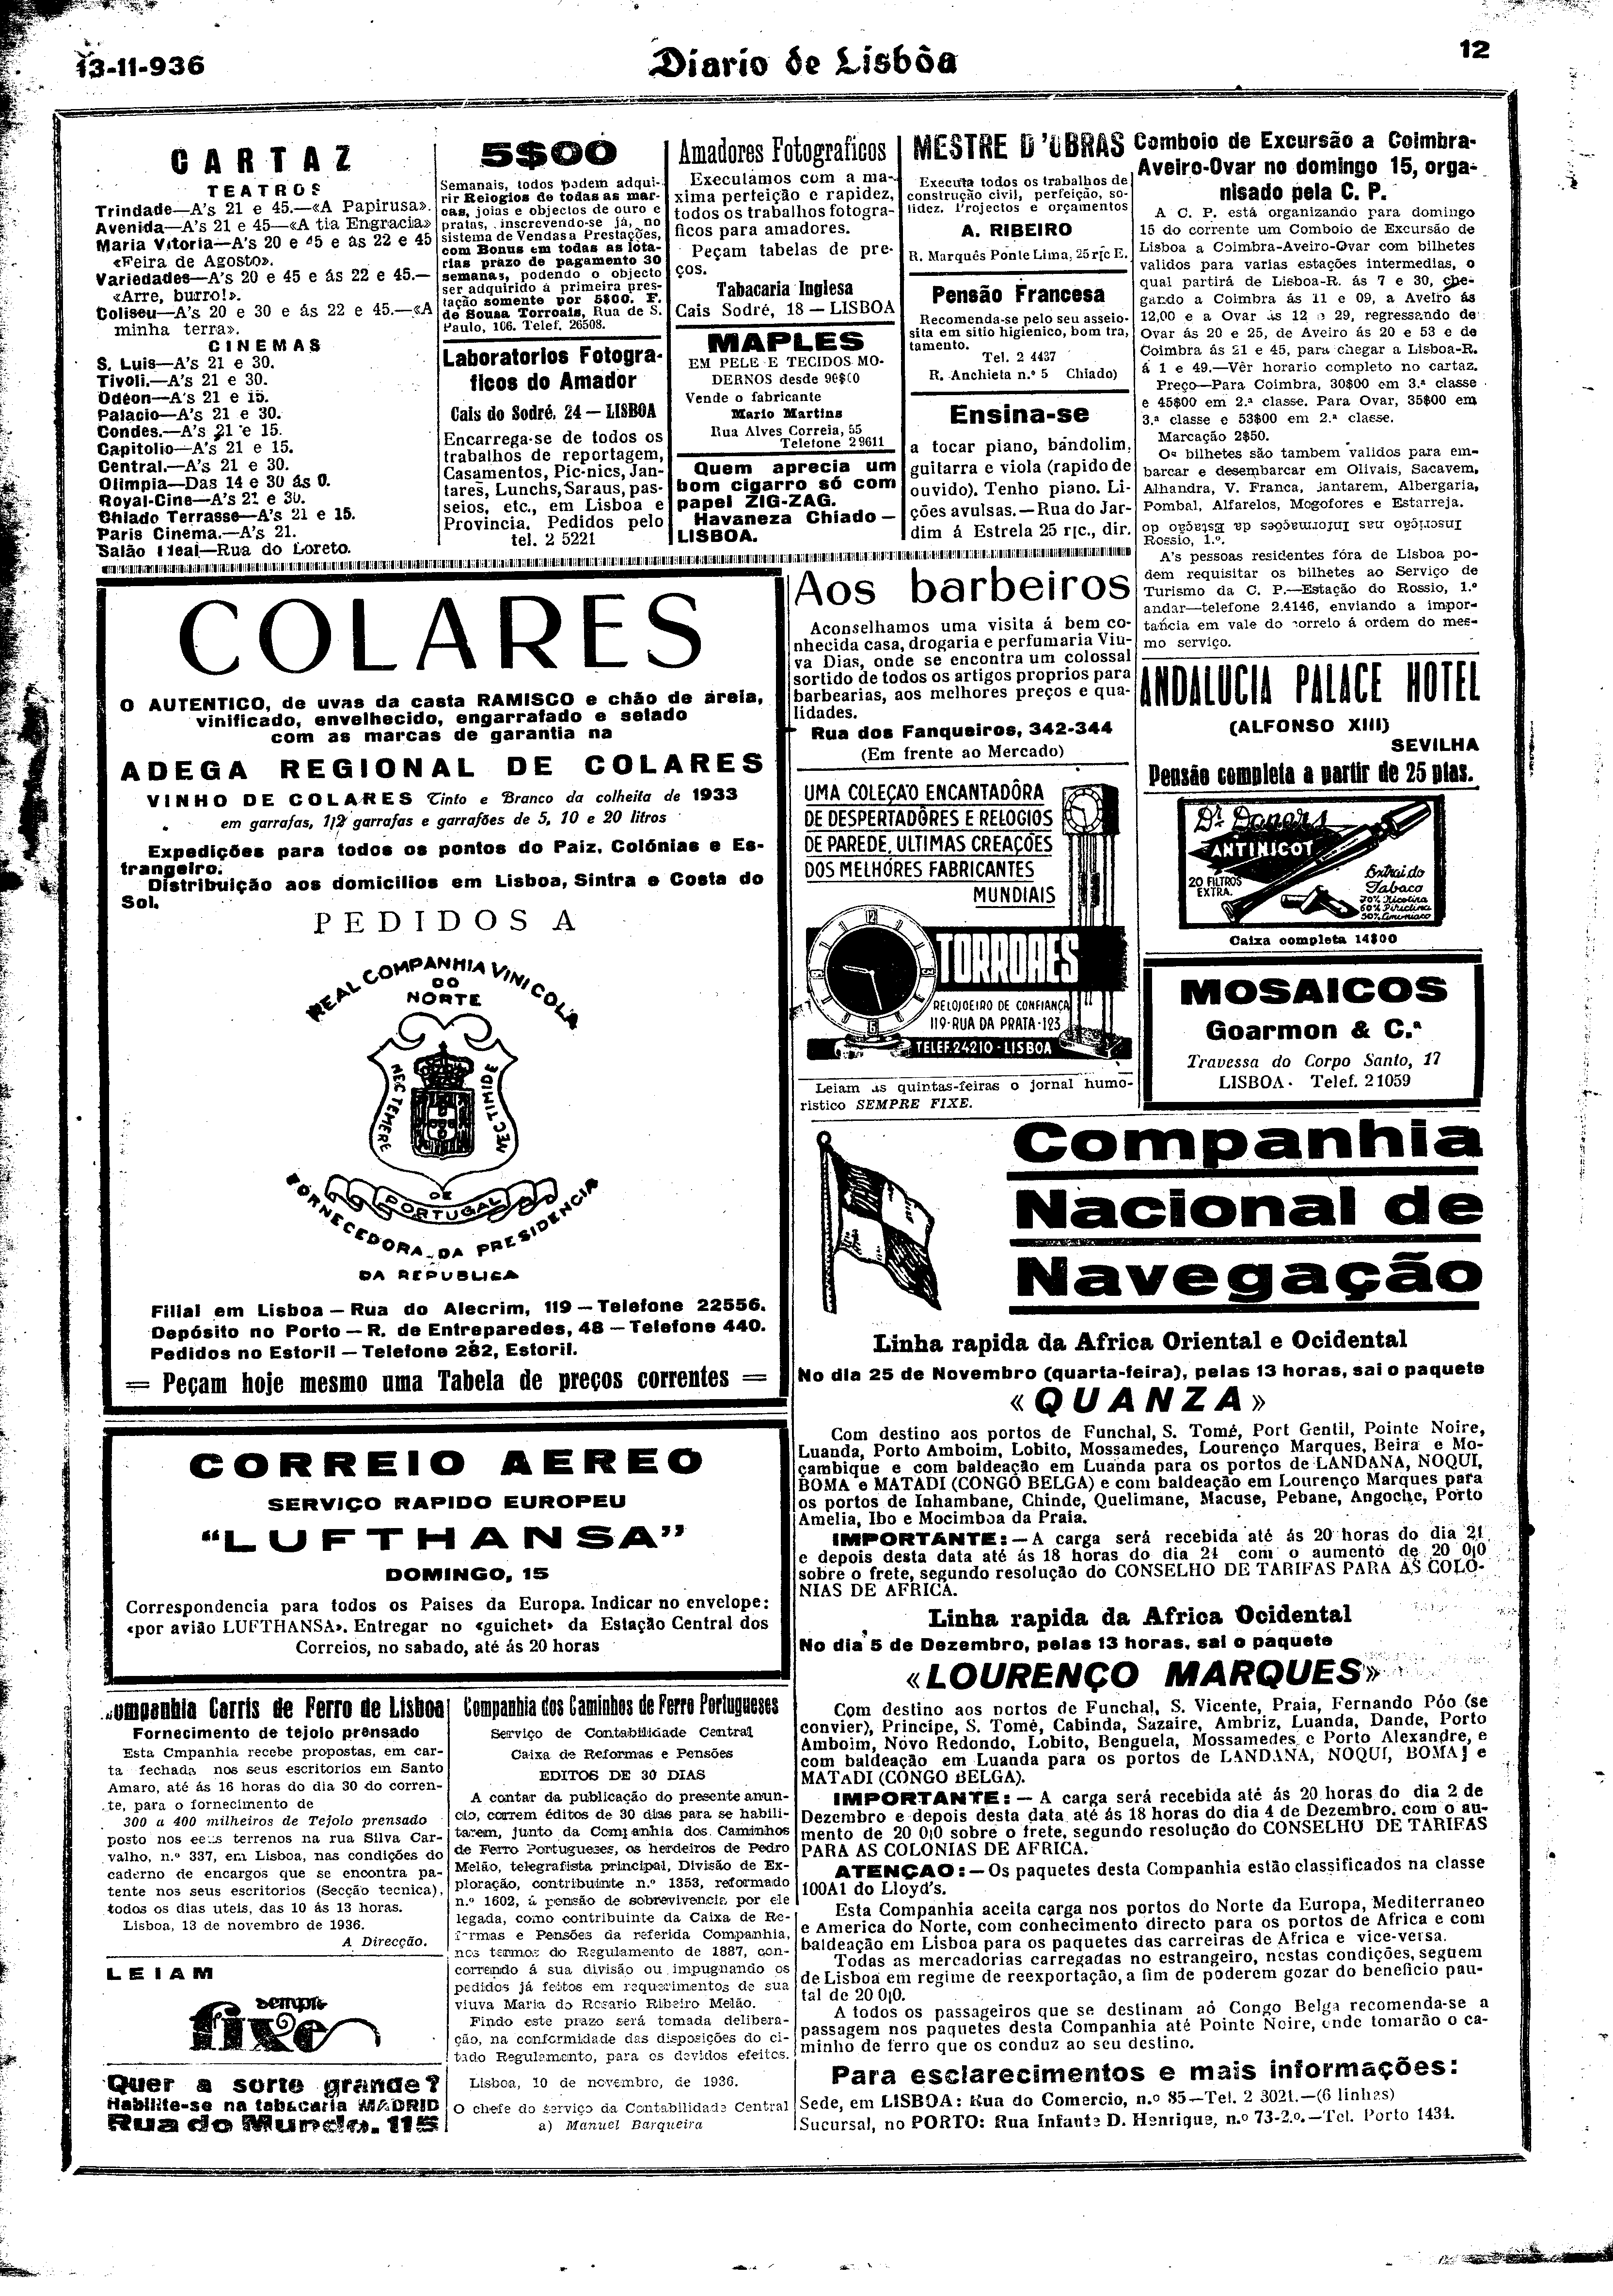 13-11-936
Diario de Lisbôa
12
CARTAZ
TEATROS
Trindade—A's 21 e 45.—«A Papirusa».
Avenida—A's 21 e 45—«A tia Engracia»
Maria Vitoria—A's 20 e 45 e às 22 e 45
«Feira de Agosto».
Variedades—A's 20 e 45 e ás 22 e 45.—
«Arre, burro!».
Coliseu—A's 20 e 30 e ás 22 e 45.—«A
minha terra».
CINEMAS
S. Luis—A's 21 e 30.
Tivoli.—A's 21 e 30.
Odéon—A's 21 e 15.
Palacio—A's 21 e 30.
Condes.—A's 21 e 15.
Capitolio—A's 21 e 15.
Central.—A's 21 e 30.
Olimpia—Das 14 e 30 ás 0.
Royal-Cine—A's 21 e 30.
Chiado Terrasse—A's 21 e 15.
Paris Cinema.—A's 21.
Salão Ideal—Rua do Loreto.
5$00
Semanais, todos podem adqui-
rir Relogios de todas as mar-
cas, joias e objectos de ouro e
pratas, inscrevendo-se já, no
sistema de Vendas a Prestações,
com Bonus em todas as lota-
rias prazo de pagamento 30
semanas, podendo o objecto
ser adquirido á primeira pres-
tação somente por 5$00. F.
de Sousa Torroais, Rua de S.
Paulo, 106. Telef. 26508.
Laboratorios Fotogra-
ficos do Amador
Cais do Sodré, 24 — LISBOA
Encarrega-se de todos os
trabalhos de reportagem,
Casamentos, Pic-nics, Jan-
tares, Lunchs, Saraus, pas-
seios, etc., em Lisboa e
Provincia. Pedidos pelo
tel. 2 5221
Amadores Fotograficos
Executamos com a ma-
xima perfeição e rapidez,
todos os trabalhos fotogra-
ficos para amadores.
Peçam tabelas de pre-
ços.
Tabacaria Inglesa
Cais Sodré, 18 — LISBOA
MAPLES
EM PELE E TECIDOS MO-
DERNOS desde 90$00
Vende o fabricante
Mario Martins
Rua Alves Correia, 55
Telefone 2 9611
Quem aprecia um
bom cigarro só com
papel ZIG-ZAG.
Havaneza Chiado —
LISBOA.
MESTRE D'OBRAS
Executa todos os trabalhos de
construção civil, perfeição, so-
lidez. Projectos e orçamentos
A. RIBEIRO
R. Marquês Ponte Lima, 25 r|c E.
Pensão Francesa
Recomenda-se pelo seu asseio-
sita em sitio higienico, bom tra,
tamento.
Tel. 2 4437
R. Anchieta n.º 5 Chiado)
Ensina-se
a tocar piano, bandolim,
guitarra e viola (rapido de
ouvido). Tenho piano. Li-
ções avulsas.—Rua do Jar-
dim á Estrela 25 r|c., dir.
Comboio de Excursão a Coimbra-
Aveiro-Ovar no domingo 15, orga-
nisado pela C. P.
A C. P. está organizando para domingo
15 do corrente um Comboio de Excursão de
Lisboa a Coimbra-Aveiro-Ovar com bilhetes
validos para varias estações intermedias, o
qual partirá de Lisboa-R. ás 7 e 30, che-
gando a Coimbra ás 11 e 09, a Aveiro ás
12,00 e a Ovar ás 12 e 29, regressando de
Ovar ás 20 e 25, de Aveiro ás 20 e 53 e de
Coimbra ás 21 e 45, para chegar a Lisboa-R.
á 1 e 49.—Vêr horario completo no cartaz.
Preço—Para Coimbra, 30$00 em 3.ª classe
e 45$00 em 2.ª classe. Para Ovar, 35$00 em
3.ª classe e 53$00 em 2.ª classe.
Marcação 2$50.
Os bilhetes são tambem validos para em-
barcar e desembarcar em Olivais, Sacavem,
Alhandra, V. Franca, Santarem, Albergaria,
Pombal, Alfarelos, Mogofores e Estarreja.
Inscrição nas Informações da Estação do
Rossio, 1.º.
A's pessoas residentes fóra de Lisboa po-
dem requisitar os bilhetes ao Serviço de
Turismo da C. P.—Estação do Rossio, 1.º
andar—telefone 2.4146, enviando a impor-
tancia em vale do correio á ordem do mes-
mo serviço.
COLARES
O AUTENTICO, de uvas da casta RAMISCO e chão de areia,
vinificado, envelhecido, engarrafado e selado
com as marcas de garantia na
ADEGA REGIONAL DE COLARES
VINHO DE COLARES Tinto e Branco da colheita de 1933
em garrafas, 1/2 garrafas e garrafões de 5, 10 e 20 litros
Expedições para todos os pontos do Paiz, Colónias e Es-
trangeiro.
Distribuição aos domicilios em Lisboa, Sintra e Costa do
Sol.
PEDIDOS A
REAL COMPANHIA VINICOLA
DO
NORTE
NEC TEMERE
NEC TIMIDE
DE
PORTUGAL
FORNECEDORA DA PRESIDENCIA
DA REPUBLICA
Filial em Lisboa — Rua do Alecrim, 119 — Telefone 22556.
Depósito no Porto — R. de Entreparedes, 48 — Telefone 440.
Pedidos no Estoril — Telefone 282, Estoril.
= Peçam hoje mesmo uma Tabela de preços correntes =
Aos barbeiros
Aconselhamos uma visita á bem co-
nhecida casa, drogaria e perfumaria Viu-
va Dias, onde se encontra um colossal
sortido de todos os artigos proprios para
barbearias, aos melhores preços e qua-
lidades.
Rua dos Fanqueiros, 342-344
(Em frente ao Mercado)
UMA COLEÇÃO ENCANTADÔRA
DE DESPERTADÔRES E RELOGIOS
DE PAREDE, ULTIMAS CREAÇÕES
DOS MELHÓRES FABRICANTES
MUNDIAIS
TORROAES
RELOJOEIRO DE CONFIANÇA
119-RUA DA PRATA-123
TELEF. 24210 - LISBOA
Leiam ás quintas-feiras o jornal humo-
ristico SEMPRE FIXE.
ANDALUCIA PALACE HOTEL
(ALFONSO XIII)
SEVILHA
Pensão completa a partir de 25 ptas.
Dr. Donars
ANTINICOT
20 FILTROS
EXTRA.
Extrai do
Tabaco
70% Nicotina
60% Piridina
50% Amoniaco
Caixa completa 14$00
MOSAICOS
Goarmon & C.ª
Travessa do Corpo Santo, 17
LISBOA - Telef. 21059
Companhia
Nacional de
Navegação
Linha rapida da Africa Oriental e Ocidental
No dia 25 de Novembro (quarta-feira), pelas 13 horas, sai o paquete
«QUANZA»
Com destino aos portos de Funchal, S. Tomé, Port Gentil, Pointe Noire,
Luanda, Porto Amboim, Lobito, Mossamedes, Lourenço Marques, Beira e Mo-
çambique e com baldeação em Luanda para os portos de LANDANA, NOQUI,
BOMA e MATADI (CONGO BELGA) e com baldeação em Lourenço Marques para
os portos de Inhambane, Chinde, Quelimane, Macuse, Pebane, Angoche, Porto
Amelia, Ibo e Mocimboa da Praia.
IMPORTANTE:—A carga será recebida até ás 20 horas do dia 21
e depois desta data até ás 18 horas do dia 24 com o aumento de 20 0|0
sobre o frete, segundo resolução do CONSELHO DE TARIFAS PARA AS COLO-
NIAS DE AFRICA.
Linha rapida da Africa Ocidental
No dia 5 de Dezembro, pelas 13 horas, sai o paquete
«LOURENÇO MARQUES»
Com destino aos portos de Funchal, S. Vicente, Praia, Fernando Póo (se
convier), Principe, S. Tomé, Cabinda, Sazaire, Ambriz, Luanda, Dande, Porto
Amboim, Novo Redondo, Lobito, Benguela, Mossamedes e Porto Alexandre, e
com baldeação em Luanda para os portos de LANDANA, NOQUI, BOMA] e
MATADI (CONGO BELGA).
IMPORTANTE: — A carga será recebida até ás 20 horas do dia 2 de
Dezembro e depois desta data até ás 18 horas do dia 4 de Dezembro, com o au-
mento de 20 0|0 sobre o frete, segundo resolução do CONSELHO DE TARIFAS
PARA AS COLONIAS DE AFRICA.
ATENÇAO:—Os paquetes desta Companhia estão classificados na classe
100A1 do Lloyd's.
Esta Companhia aceita carga nos portos do Norte da Europa, Mediterraneo
e America do Norte, com conhecimento directo para os portos de Africa e com
baldeação em Lisboa para os paquetes das carreiras de Africa e vice-versa.
Todas as mercadorias carregadas no estrangeiro, nestas condições, seguem
de Lisboa em regime de reexportação, a fim de poderem gozar do beneficio pau-
tal de 20 0|0.
A todos os passageiros que se destinam aó Congo Belga recomenda-se a
passagem nos paquetes desta Companhia até Pointe Noire, onde tomarão o ca-
minho de ferro que os conduz ao seu destino.
Para esclarecimentos e mais informações:
Sede, em LISBOA: Rua do Comercio, n.º 85—Tel. 2 3021.—(6 linhas)
Sucursal, no PORTO: Rua Infante D. Henrique, n.º 73-2.º.—Tel. Porto 1434.
CORREIO AEREO
SERVIÇO RAPIDO EUROPEU
"LUFTHANSA"
DOMINGO, 15
Correspondencia para todos os Países da Europa. Indicar no envelope:
«por avião LUFTHANSA». Entregar no «guichet» da Estação Central dos
Correios, no sabado, até ás 20 horas
Companhia Carris de Ferro de Lisboa
Fornecimento de tejolo prensado
Esta Cmpanhia recebe propostas, em car-
ta fechada nos seus escritorios em Santo
Amaro, até ás 16 horas do dia 30 do corren-
te, para o fornecimento de
300 a 400 milheiros de Tejolo prensado
posto nos seus terrenos na rua Silva Car-
valho, n.º 337, em Lisboa, nas condições do
caderno de encargos que se encontra pa-
tente nos seus escritorios (Secção tecnica),
todos os dias uteis, das 10 ás 13 horas.
Lisboa, 13 de novembro de 1936.
A Direcção.
LEIAM
sempre
fixe
Quer a sorte grande?
Habilite-se na tabacaria MADRID
Rua do Mundo, 115
Companhia dos Caminhos de Ferro Portugueses
Serviço de Contabilidade Central
Caixa de Reformas e Pensões
EDITOS DE 30 DIAS
A contar da publicação do presente anun-
cio, correm éditos de 30 dias para se habili-
tarem, junto da Companhia dos Caminhos
de Ferro Portugueses, os herdeiros de Pedro
Melão, telegrafista principal, Divisão de Ex-
ploração, contribuinte n.º 1353, reformado
n.º 1602, á pensão de sobrevivencia por ele
legada, como contribuinte da Caixa de Re-
formas e Pensões da referida Companhia,
nos termos do Regulamento de 1887, con-
correndo á sua divisão ou impugnando os
pedidos já feitos em requerimentos de sua
viuva Maria do Rosario Ribeiro Melão.
Findo este prazo será tomada delibera-
ção, na conformidade das disposições do ci-
tado Regulamento, para os devidos efeitos.
Lisboa, 10 de novembro, de 1936.
O chefe do serviço da Contabilidade Central
a) Manuel Barqueira